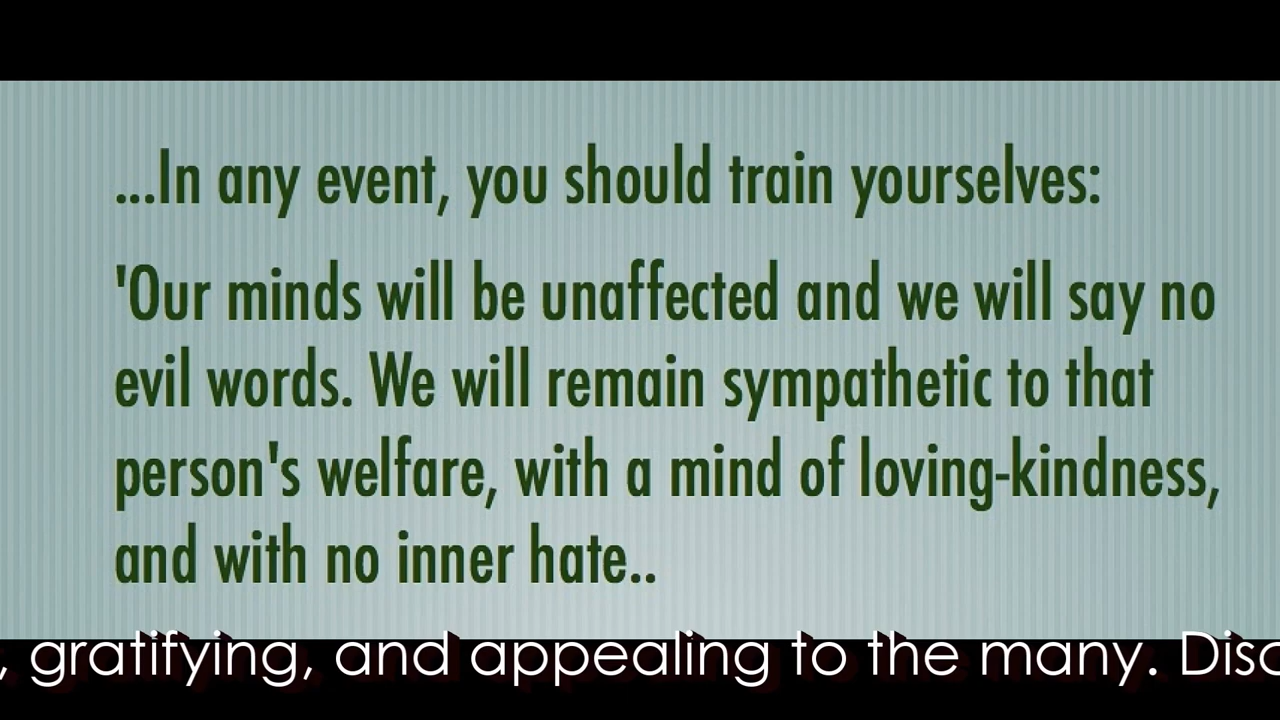 ...In any event, you should train yourselves:
'Our minds will be unaffected and we will say no
evil words. We will remain sympathetic to that
person's welfare, with a mind of loving-kindness,
and with no inner hate..
, gratifying, and appealing to the many.